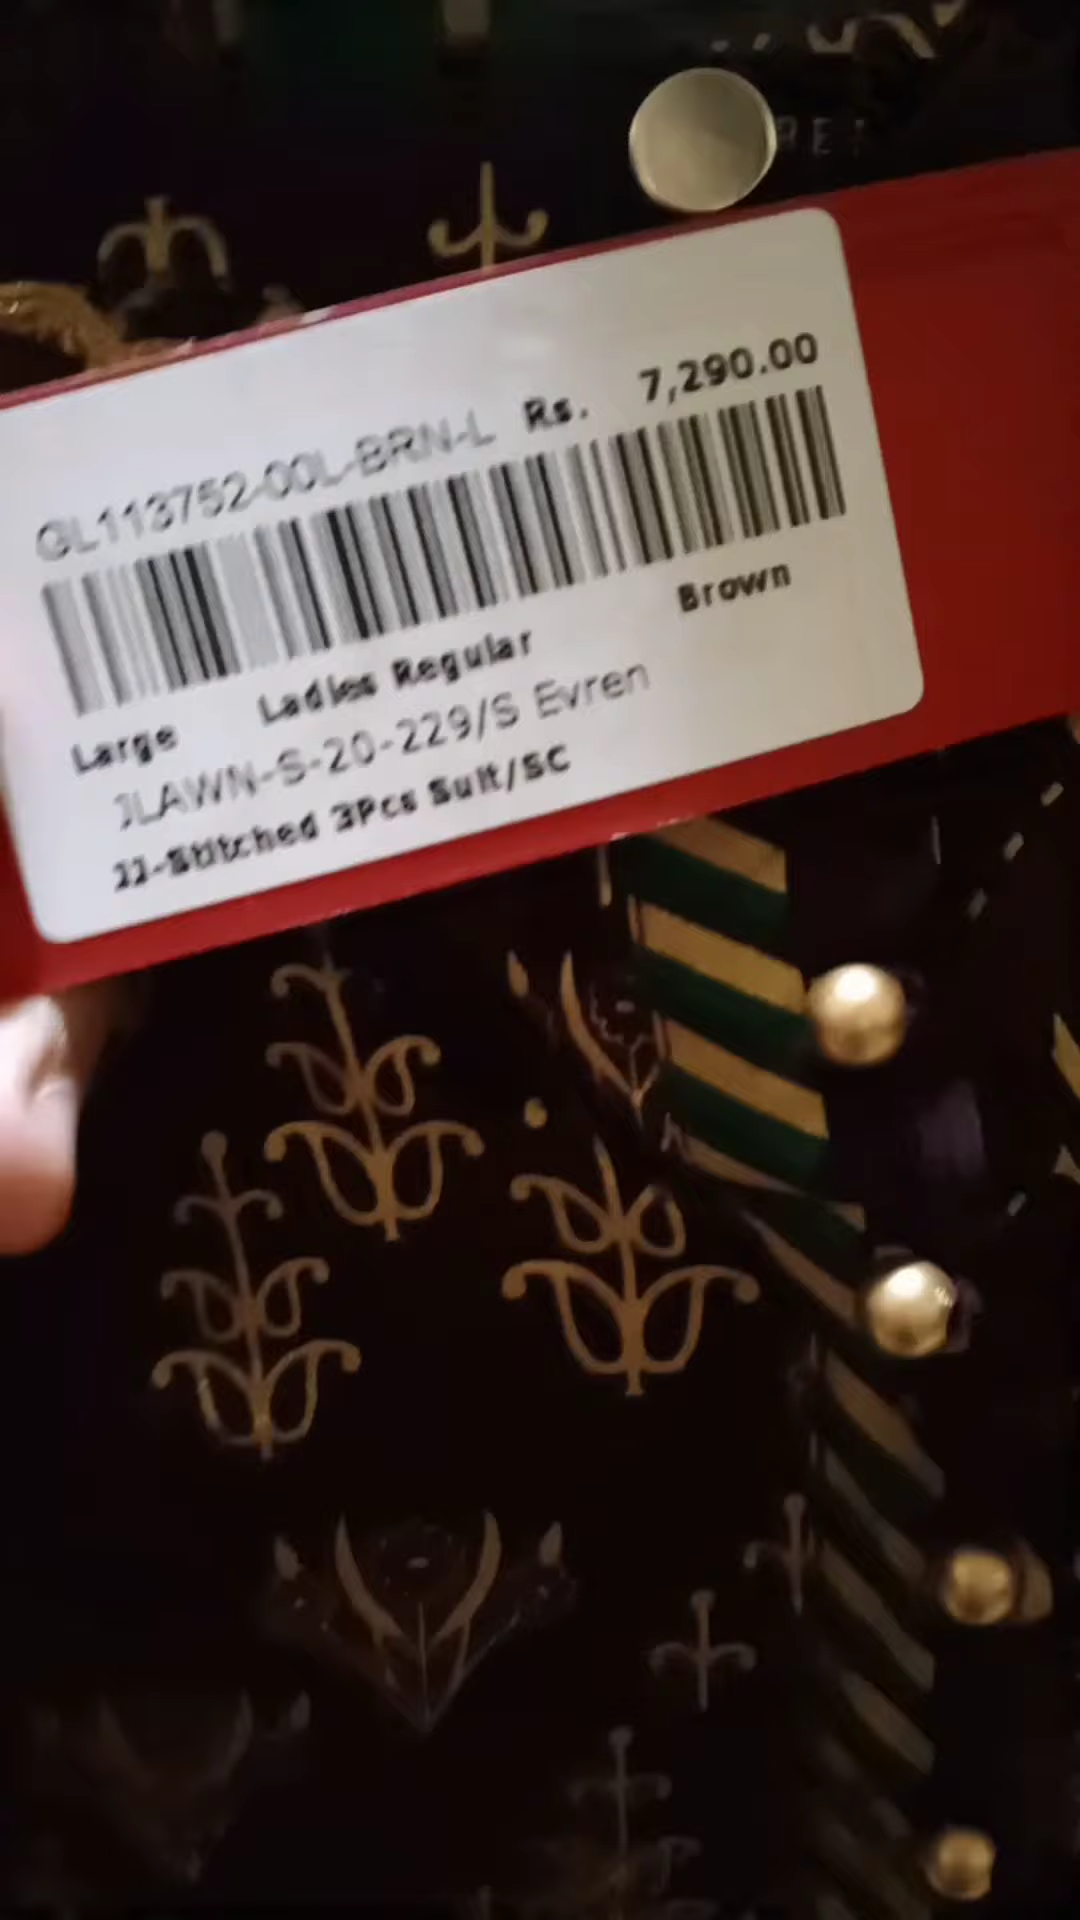 GL113752-00L-BRN-L Rs. 7,290.00
Brown
Large Ladies Regular
JLAWN-S-20-229/S Evren
11-Stitched 3Pcs Suit/SC